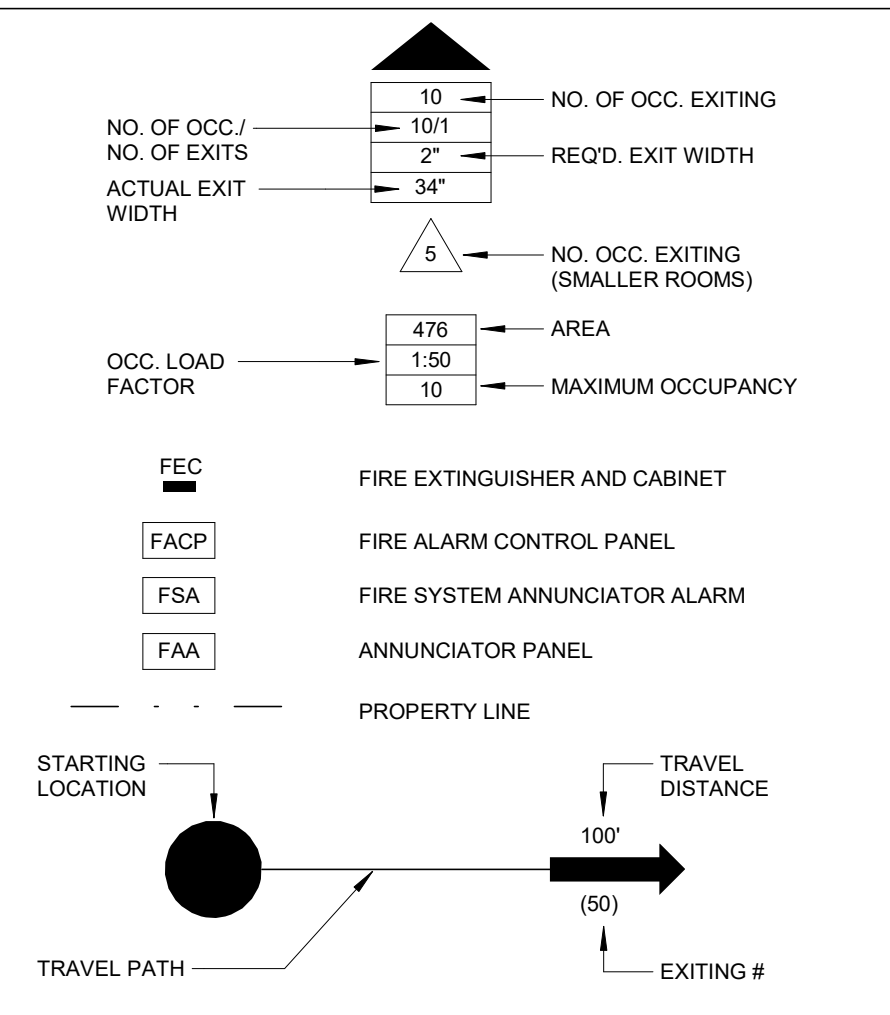 10
NO. OF OCC. EXITING
NO. OF OCC./
NO. OF EXITS
10/1
2"
REQ'D. EXIT WIDTH
ACTUAL EXIT
WIDTH
34"
5
NO. OCC. EXITING
(SMALLER ROOMS)
476
AREA
OCC. LOAD
FACTOR
1:50
10
MAXIMUM OCCUPANCY
FEC
FIRE EXTINGUISHER AND CABINET
FACP
FIRE ALARM CONTROL PANEL
FSA
FIRE SYSTEM ANNUNCIATOR ALARM
FAA
ANNUNCIATOR PANEL
PROPERTY LINE
STARTING
LOCATION
TRAVEL
DISTANCE
100'
(50)
TRAVEL PATH
EXITING #